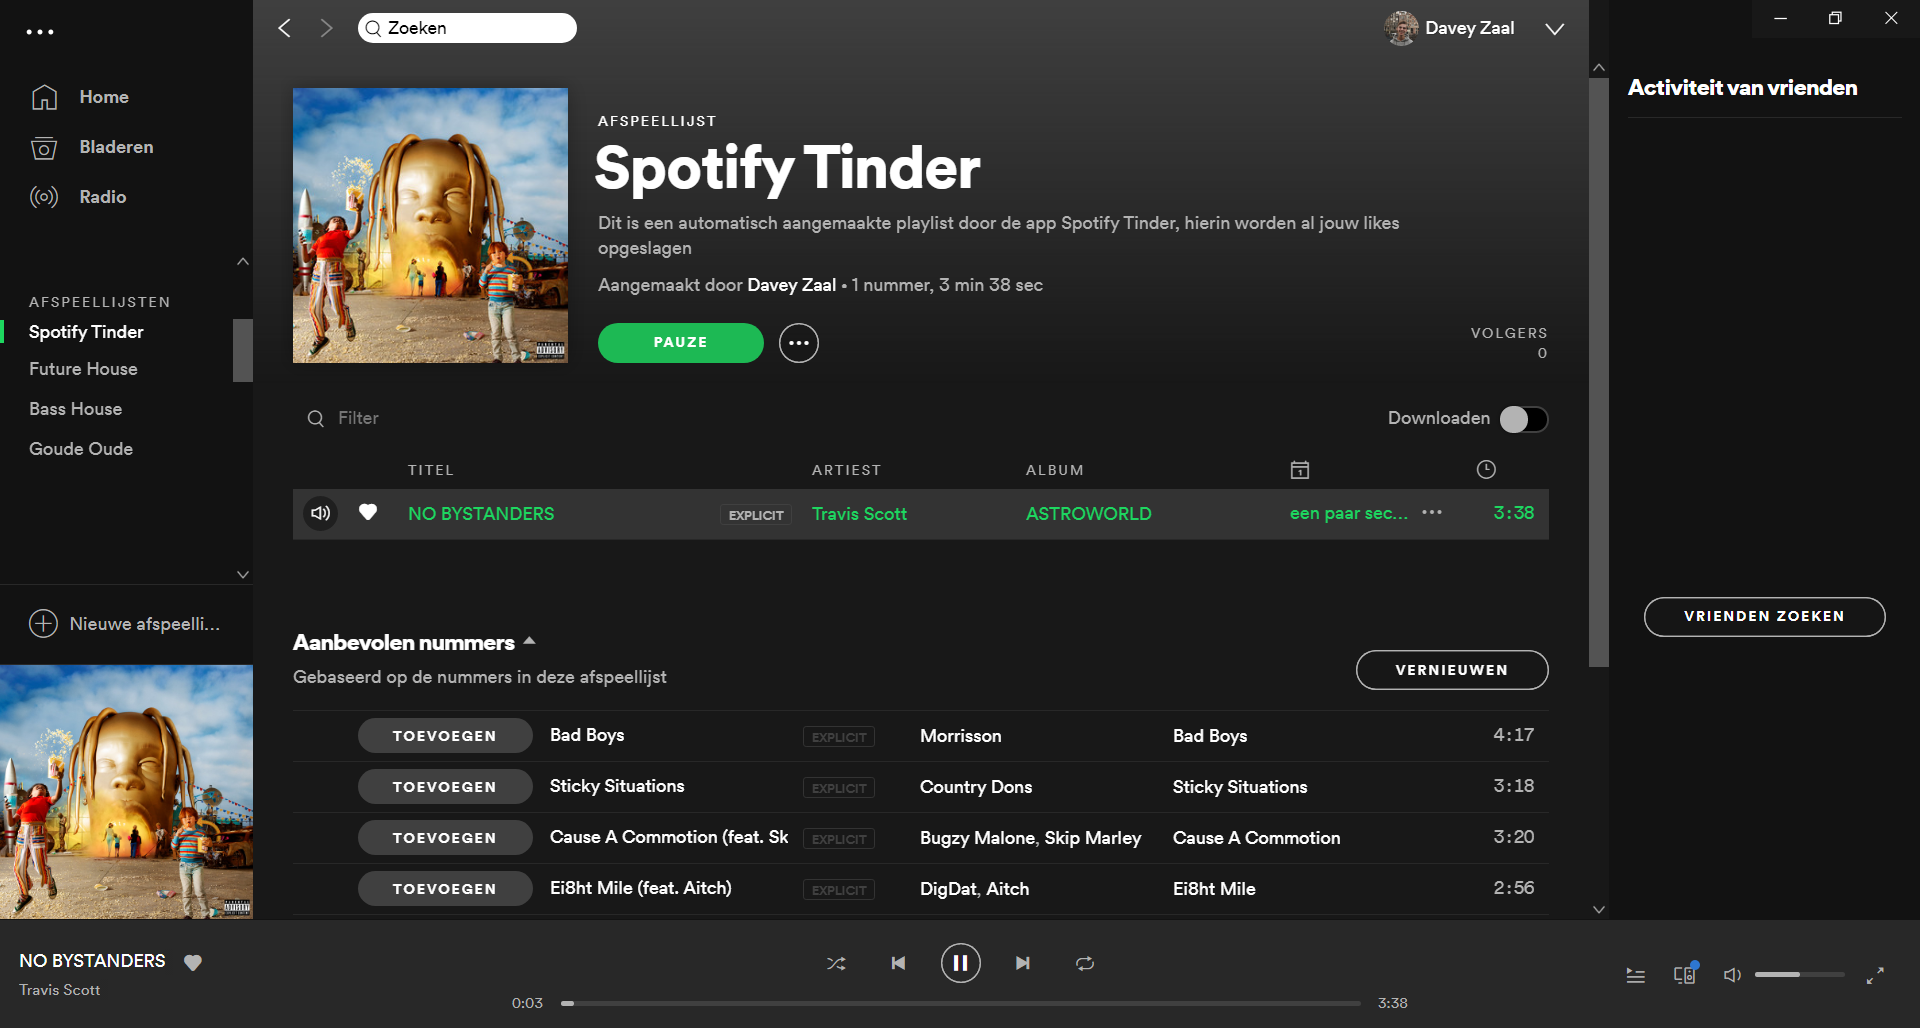 Zoeken
Davey Zaal
Home
Bladeren
Radio
AFSPEELLIJSTEN
Spotify Tinder
Future House
Bass House
Goude Oude
Nieuwe afspeelli...
AFSPEELLIJST
Spotify Tinder
Dit is een automatisch aangemaakte playlist door de app Spotify Tinder, hierin worden al jouw likes
opgeslagen
Aangemaakt door Davey Zaal • 1 nummer, 3 min 38 sec
PAUZE
VOLGERS
0
Filter
Downloaden
TITEL ARTIEST ALBUM
NO BYSTANDERS EXPLICIT Travis Scott ASTROWORLD een paar sec... 3:38
Aanbevolen nummers
Gebaseerd op de nummers in deze afspeellijst
VERNIEUWEN
TOEVOEGEN Bad Boys EXPLICIT Morrisson Bad Boys 4:17
TOEVOEGEN Sticky Situations EXPLICIT Country Dons Sticky Situations 3:18
TOEVOEGEN Cause A Commotion (feat. Sk EXPLICIT Bugzy Malone, Skip Marley Cause A Commotion 3:20
TOEVOEGEN Ei8ht Mile (feat. Aitch) EXPLICIT DigDat, Aitch Ei8ht Mile 2:56
Activiteit van vrienden
VRIENDEN ZOEKEN
NO BYSTANDERS
Travis Scott
0:03
3:38